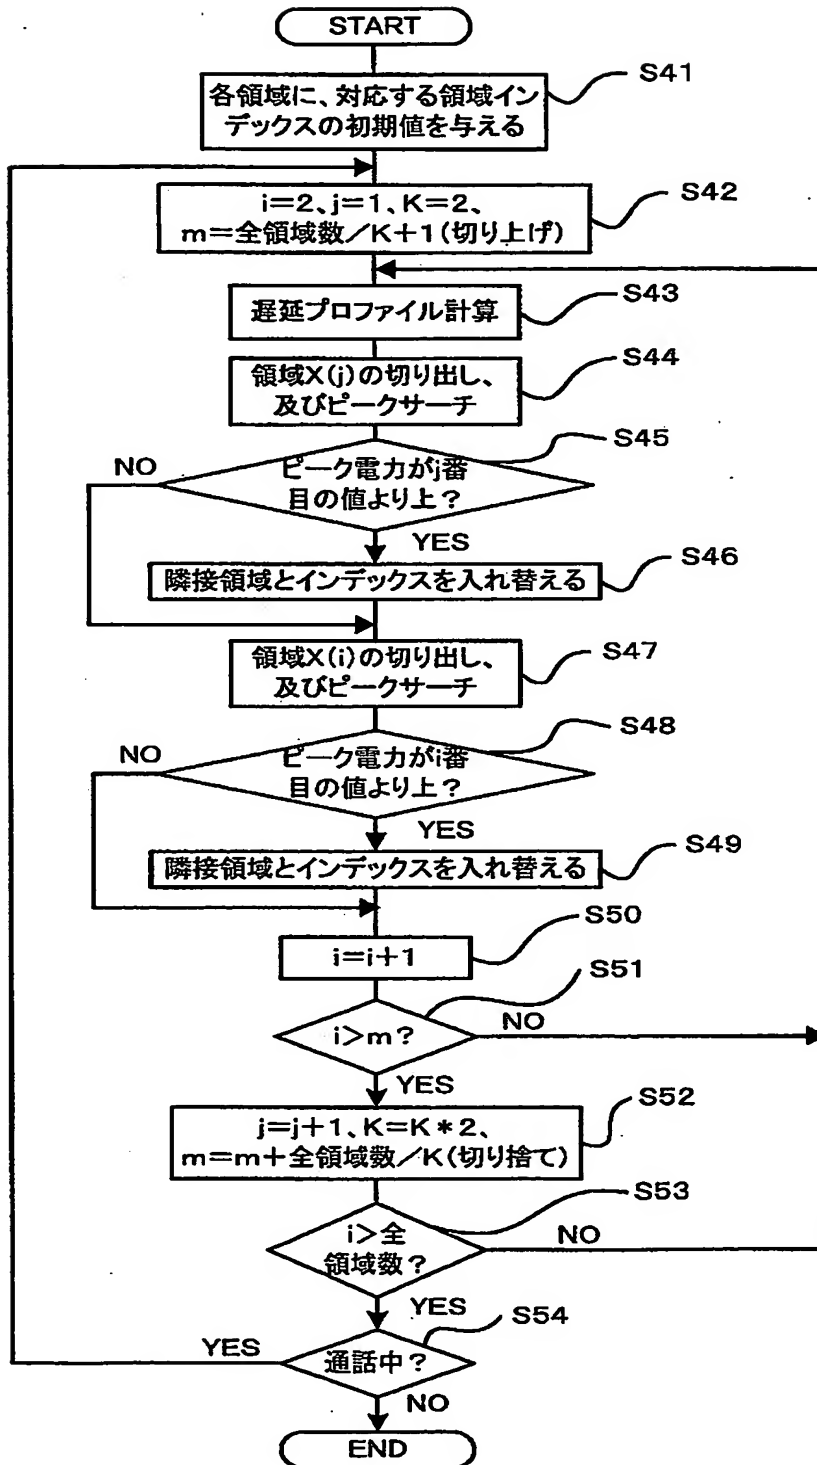 START
S41
各領域に、対応する領域イン
デックスの初期値を与える
S42
i=2、j=1、K=2、
m=全領域数/K+1(切り上げ)
S43
遅延プロファイル計算
S44
領域X(j)の切り出し、
及びピークサーチ
S45
NO
ピーク電力がj番
目の値より上?
YES
S46
隣接領域とインデックスを入れ替える
S47
領域X(i)の切り出し、
及びピークサーチ
S48
NO
ピーク電力がi番
目の値より上?
YES
S49
隣接領域とインデックスを入れ替える
S50
i=i+1
S51
i>m?
NO
YES
S52
j=j+1、K=K*2、
m=m+全領域数/K(切り捨て)
S53
i>全
領域数?
NO
YES
S54
YES
通話中?
NO
END